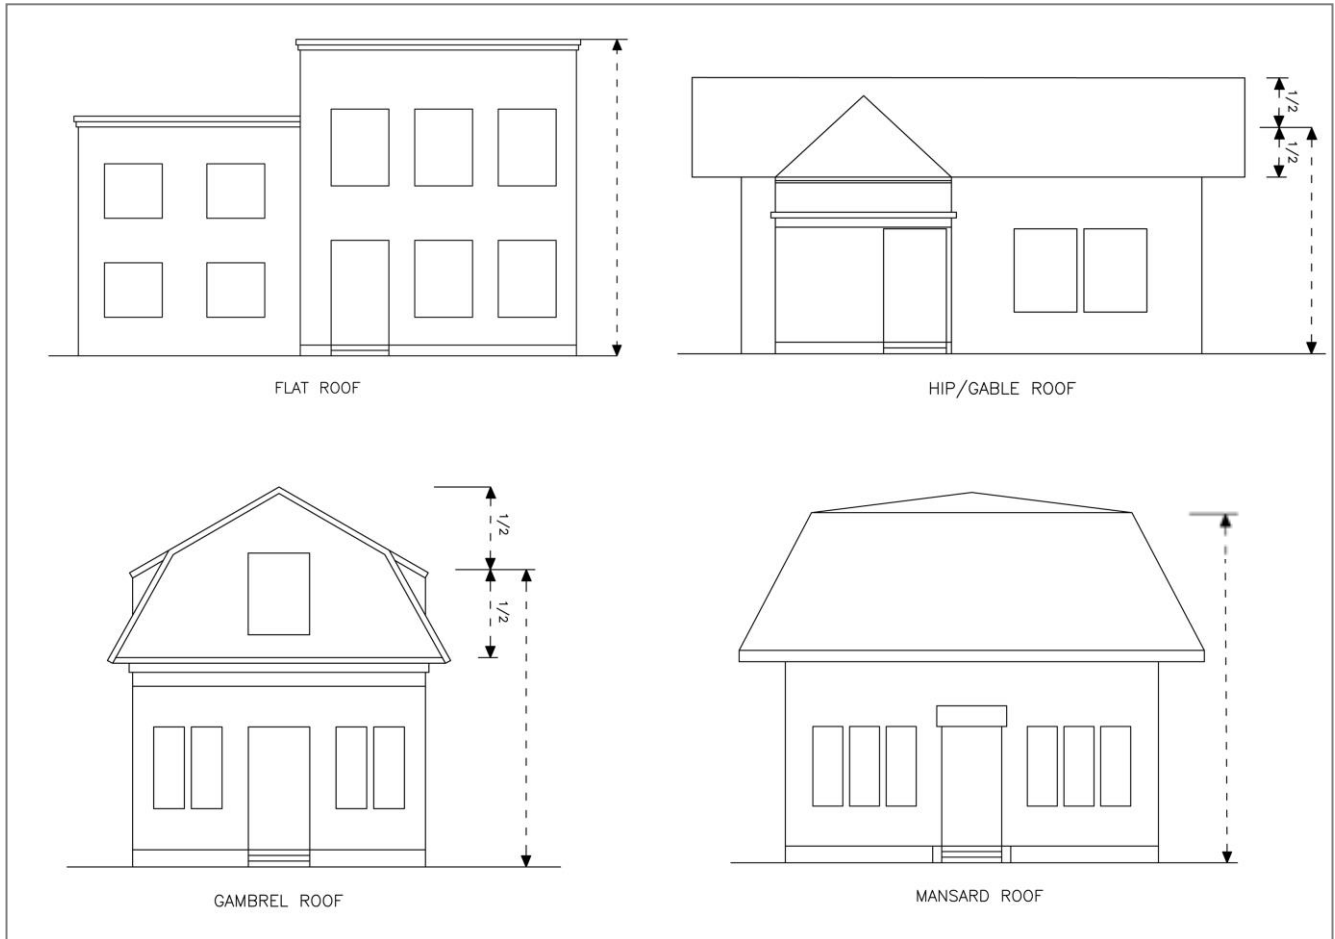 1/2
1/2
FLAT ROOF
HIP/GABLE ROOF
1/2
1/2
GAMBREL ROOF
MANSARD ROOF